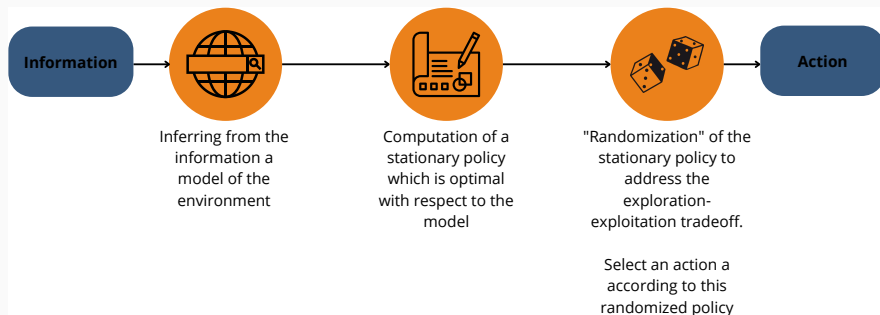 Information
Inferring from the
information a
model of the
environment
Computation of a
stationary policy
which is optimal
with respect to the
model
"Randomization" of the
stationary policy to
address the
exploration-
exploitation tradeoff.
Select an action a
according to this
randomized policy
Action